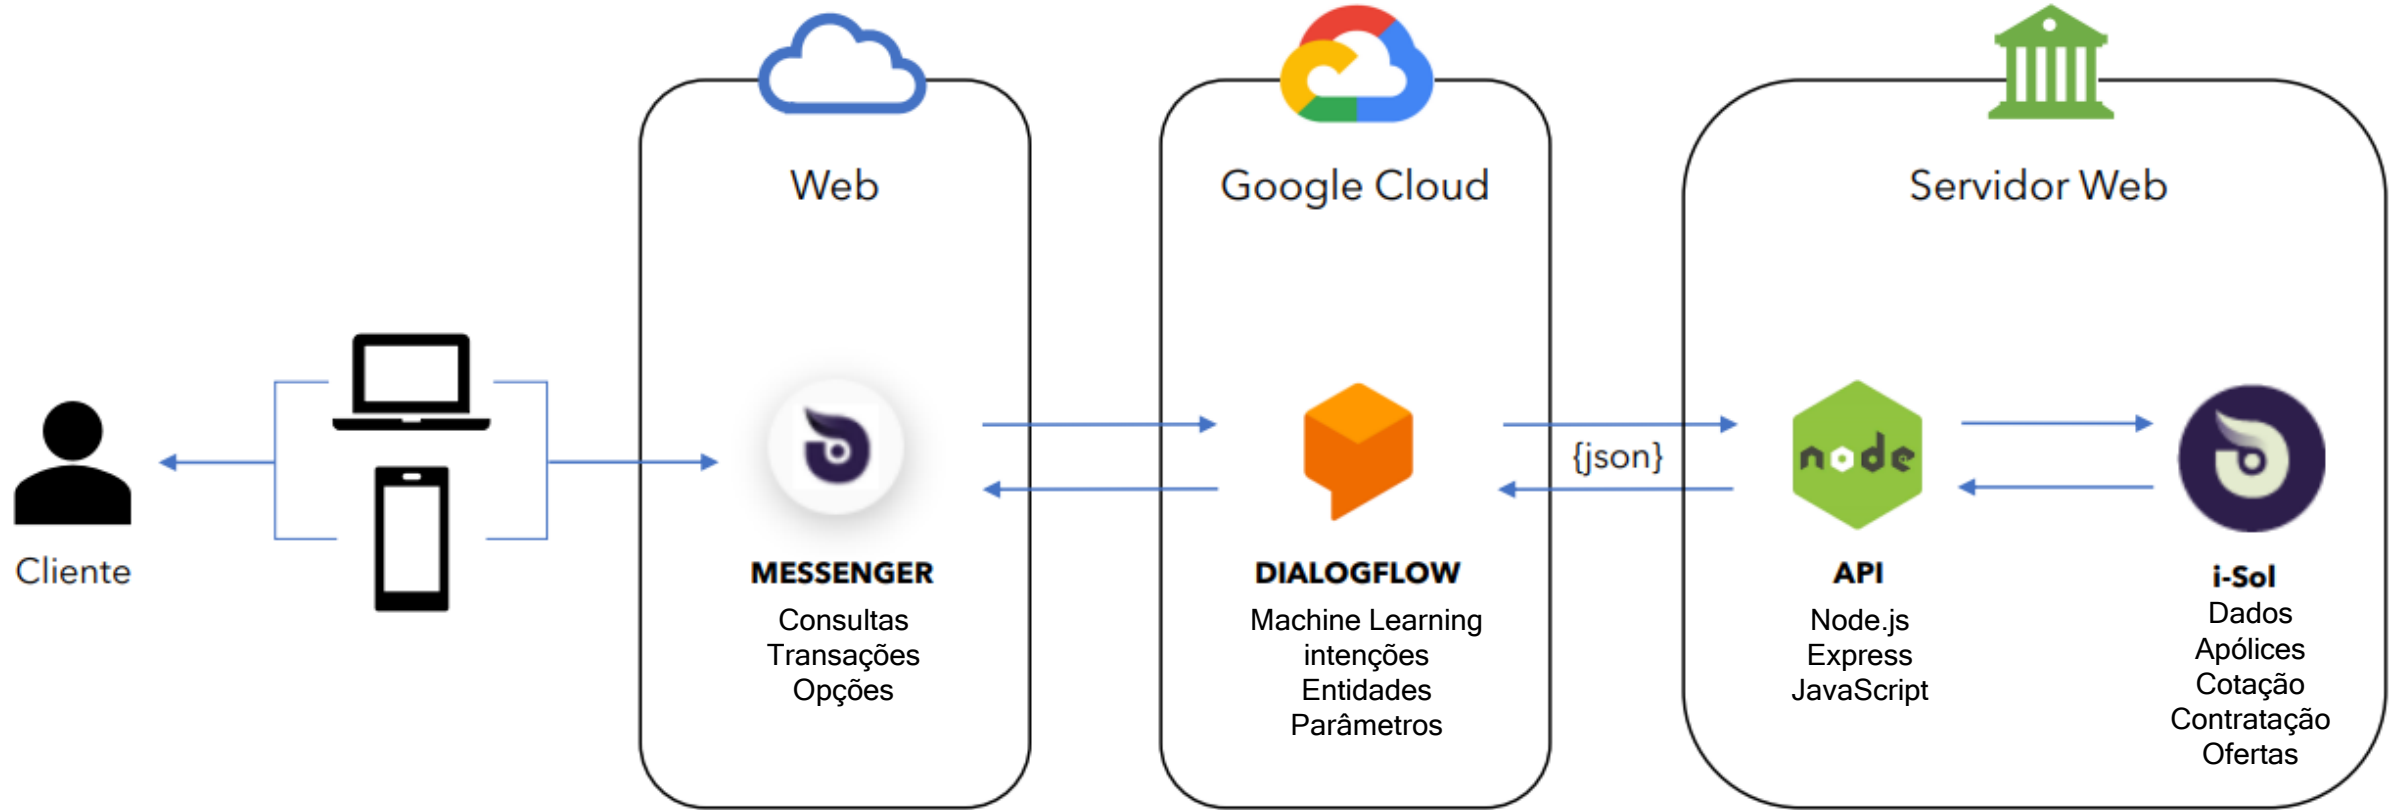 Web
Google Cloud
Servidor Web
Cliente
{json}
node
MESSENGER
Consultas
Transações
Opções
DIALOGFLOW
Machine Learning
intenções
Entidades
Parâmetros
API
Node.js
Express
JavaScript
i-Sol
Dados
Apólices
Cotação
Contratação
Ofertas